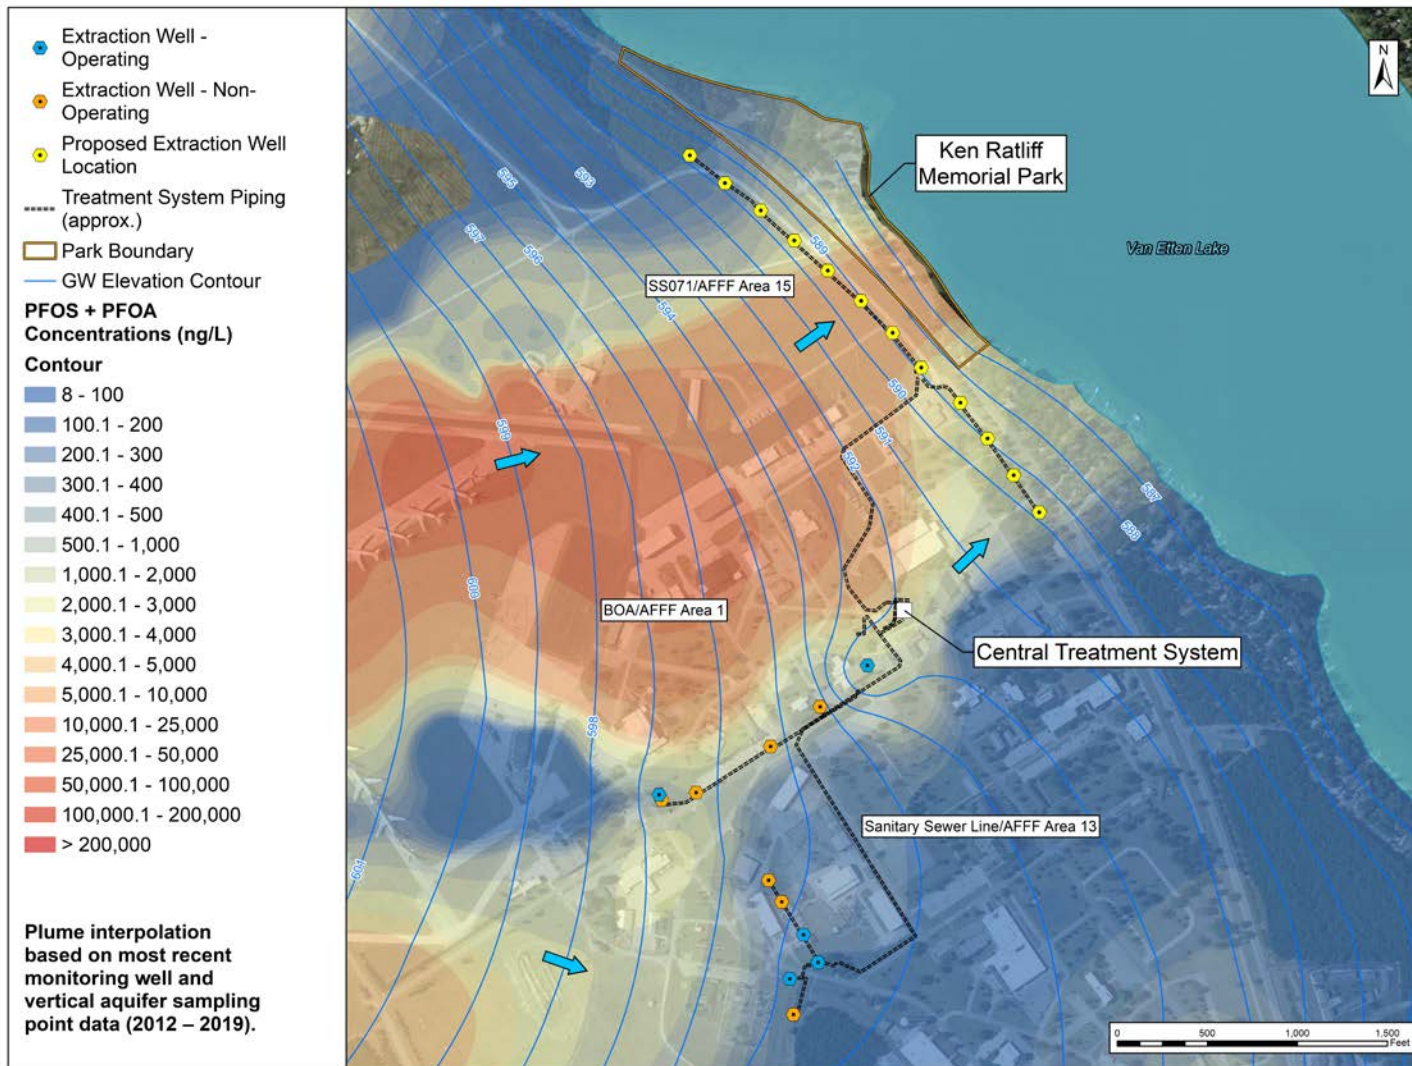 Extraction Well -
Operating
Extraction Well - Non-
Operating
Proposed Extraction Well
Location
Treatment System Piping
(approx.)
Park Boundary
GW Elevation Contour
PFOS + PFOA
Concentrations (ng/L)
Contour
8 - 100
100.1 - 200
200.1 - 300
300.1 - 400
400.1 - 500
500.1 - 1,000
1,000.1 - 2,000
2,000.1 - 3,000
3,000.1 - 4,000
4,000.1 - 5,000
5,000.1 - 10,000
10,000.1 - 25,000
25,000.1 - 50,000
50,000.1 - 100,000
100,000.1 - 200,000
> 200,000
Plume interpolation
based on most recent
monitoring well and
vertical aquifer sampling
point data (2012 – 2019).
N
Ken Ratliff
Memorial Park
Van Etten Lake
595
593
597
596
589
594
SS071/AFFF Area 15
590
599
591
592
587
588
600
BOA/AFFF Area 1
Central Treatment System
598
Sanitary Sewer Line/AFFF Area 13
601
0 500 1,000 1,500
Feet